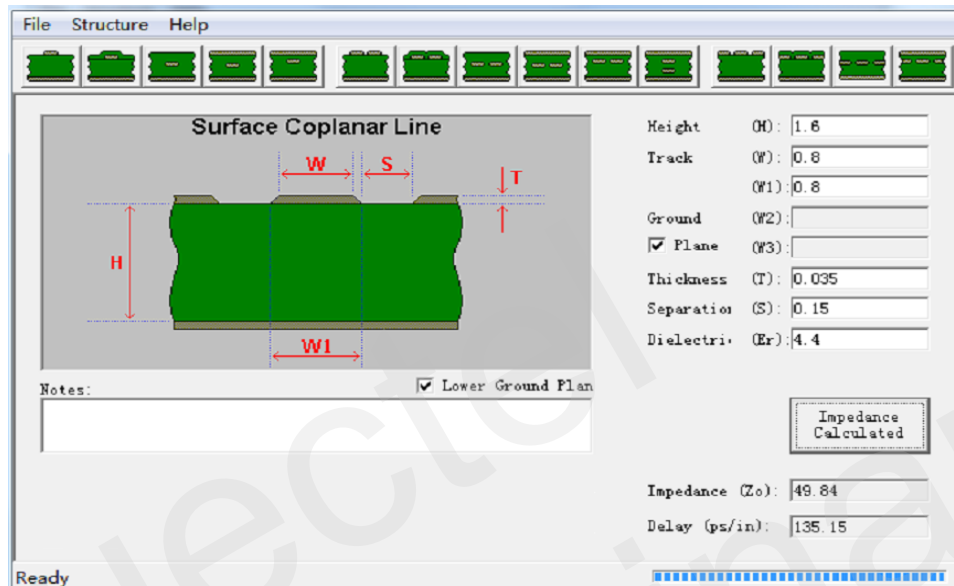 File Structure Help
Surface Coplanar Line
W S T
H
W1
Height (H): 1.6
Track (W): 0.8
(W1): 0.8
Ground (W2):
Plane (W3):
Thickness (T): 0.035
Separation (S): 0.15
Dielectri (Er): 4.4
Notes:
Lower Ground Plan
Impedance
Calculated
Impedance (Zo): 49.84
Delay (ps/in): 135.15
Ready